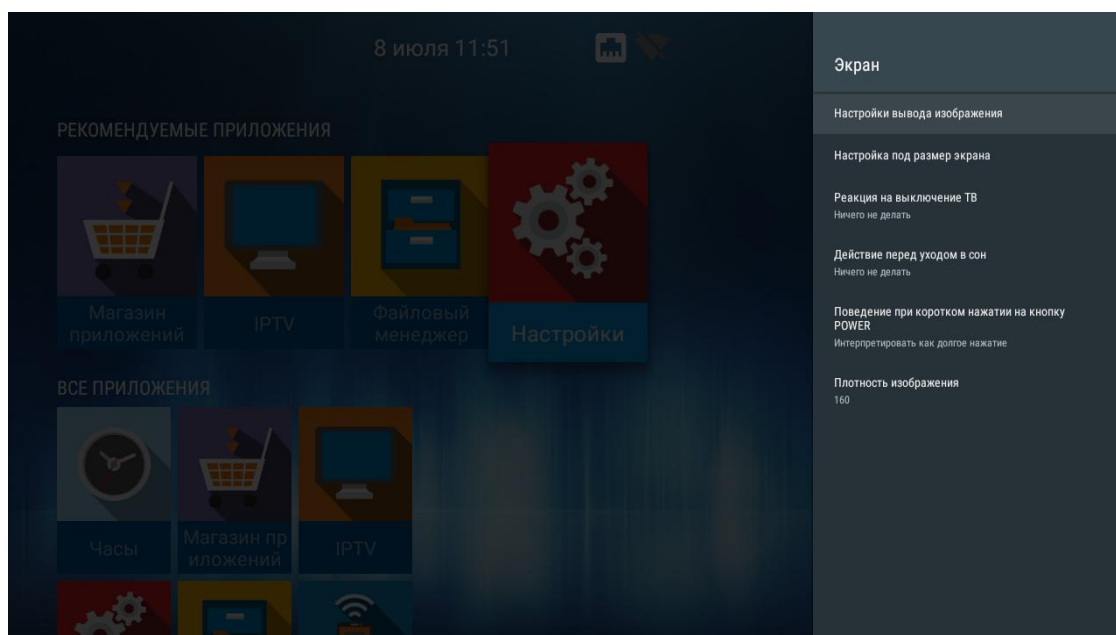 8 июля 11:51
РЕКОМЕНДУЕМЫЕ ПРИЛОЖЕНИЯ
Магазин
приложений
IPTV
Файловый
менеджер
Настройки
ВСЕ ПРИЛОЖЕНИЯ
Часы
Магазин пр
иложений
IPTV
Экран
Настройки вывода изображения
Настройка под размер экрана
Реакция на выключение ТВ
Ничего не делать
Действие перед уходом в сон
Ничего не делать
Поведение при коротком нажатии на кнопку
POWER
Интерпретировать как долгое нажатие
Плотность изображения
160